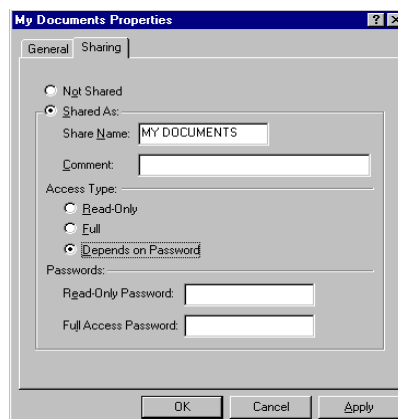 My Documents Properties
General Sharing
Not Shared
Shared As:
Share Name: MY DOCUMENTS
Comment:
Access Type:
Read-Only
Full
Depends on Password
Passwords:
Read-Only Password:
Full Access Password:
OK Cancel Apply